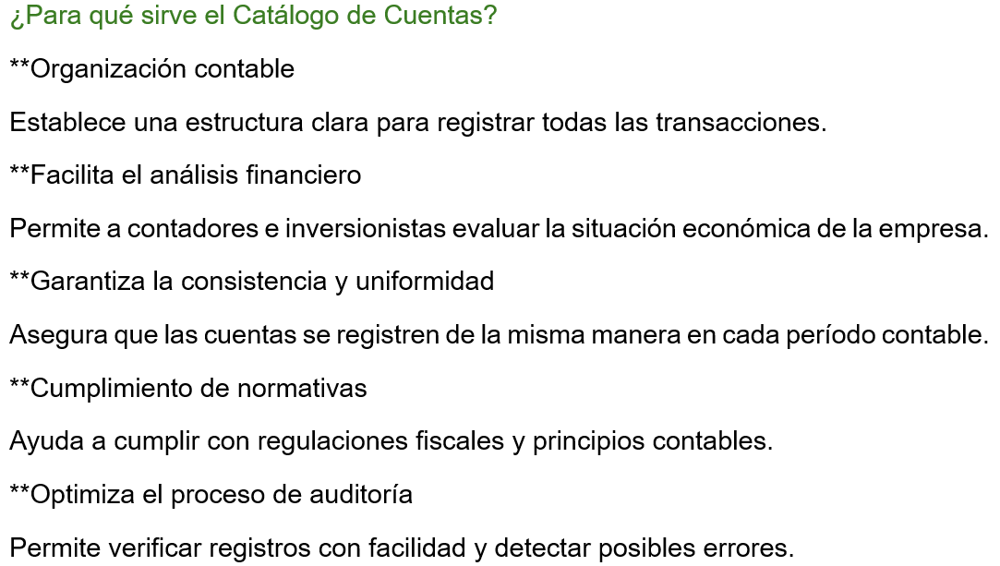 ¿Para qué sirve el Catálogo de Cuentas?
**Organización contable
Establece una estructura clara para registrar todas las transacciones.
**Facilita el análisis financiero
Permite a contadores e inversionistas evaluar la situación económica de la empresa.
**Garantiza la consistencia y uniformidad
Asegura que las cuentas se registren de la misma manera en cada período contable.
**Cumplimiento de normativas
Ayuda a cumplir con regulaciones fiscales y principios contables.
**Optimiza el proceso de auditoría
Permite verificar registros con facilidad y detectar posibles errores.